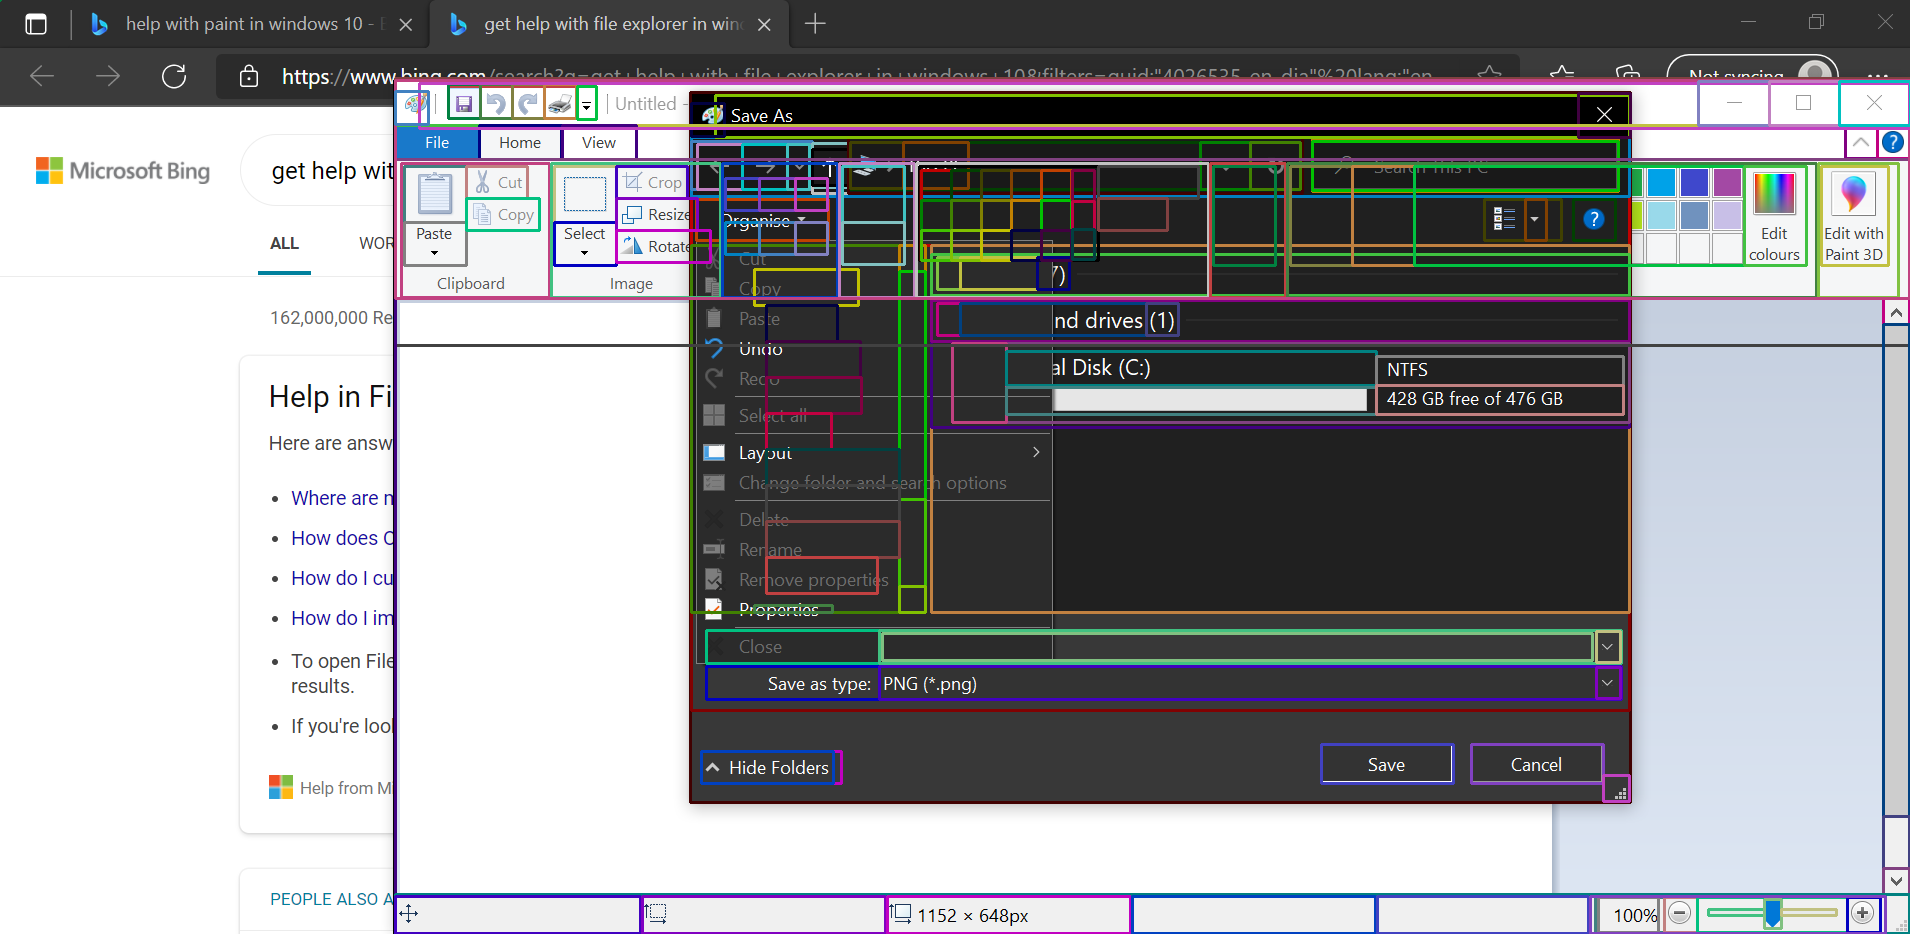 help with paint in windows 10 -
get help with file explorer in win
https://www.bing.com/search?q=get+help+with+file+explorer+in+windows+10&filters=guid:"4026535-en-dia"%20lang:"en
Not syncing
Microsoft Bing
get help wit
ALL
WOR
162,000,000 Re
Help in Fi
Here are answ
Where are n
How does C
How do I cu
How do I im
To open File
results.
If you're lool
Help from Mi
PEOPLE ALSO A
Untitled -
File
Home
View
Paste
Cut
Copy
Clipboard
Select
Crop
Resize
Rotate
Image
Edit
colours
Edit with
Paint 3D
Save As
Search This PC
Organise
Cut
Copy
Paste
Undo
Redo
Select all
Layout
Change folder and search options
Delete
Rename
Remove properties
Properties
Close
7)
nd drives (1)
al Disk (C:)
NTFS
428 GB free of 476 GB
Save as type:
PNG (*.png)
Hide Folders
Save
Cancel
1152 × 648px
100%